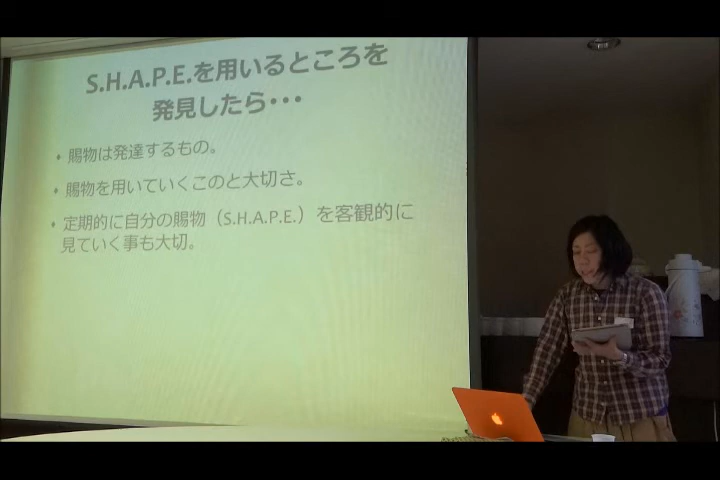 S.H.A.P.E.を用いるところを
発見したら・・・
• 賜物は発達するもの。
• 賜物を用いていくこのと大切さ。
• 定期的に自分の賜物（S.H.A.P.E.）を客観的に
見ていく事も大切。